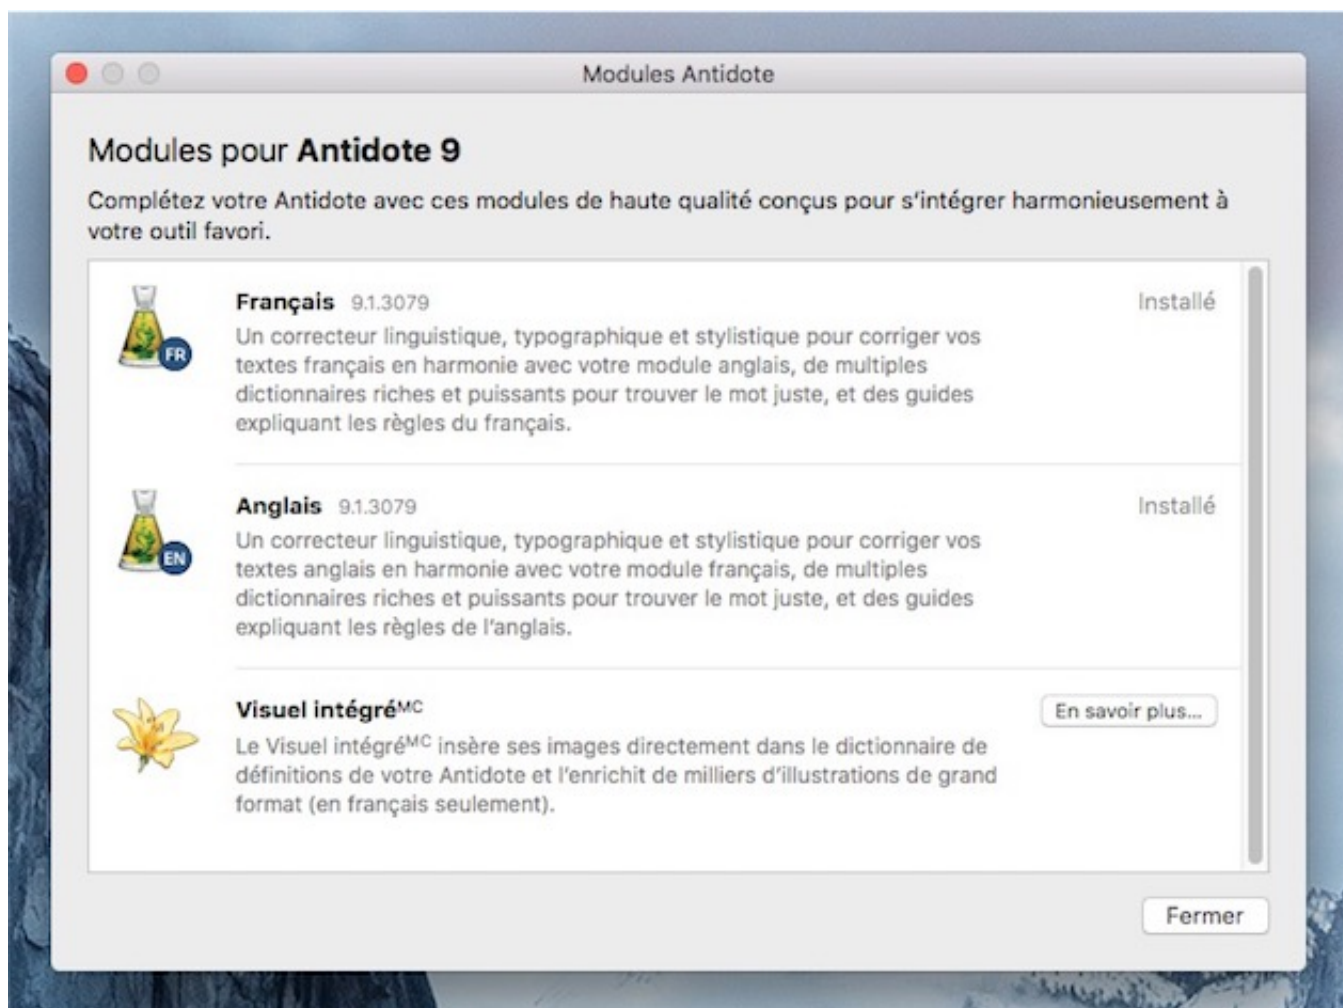 Modules Antidote
Modules pour Antidote 9
Complétez votre Antidote avec ces modules de haute qualité conçus pour s'intégrer harmonieusement à
votre outil favori.
Français 9.1.3079 Installé
Un correcteur linguistique, typographique et stylistique pour corriger vos
textes français en harmonie avec votre module anglais, de multiples
dictionnaires riches et puissants pour trouver le mot juste, et des guides
expliquant les règles du français.
FR
Anglais 9.1.3079 Installé
Un correcteur linguistique, typographique et stylistique pour corriger vos
textes anglais en harmonie avec votre module français, de multiples
dictionnaires riches et puissants pour trouver le mot juste, et des guides
expliquant les règles de l'anglais.
EN
Visuel intégréᴹᶜ En savoir plus...
Le Visuel intégréᴹᶜ insère ses images directement dans le dictionnaire de
définitions de votre Antidote et l'enrichit de milliers d'illustrations de grand
format (en français seulement).
Fermer